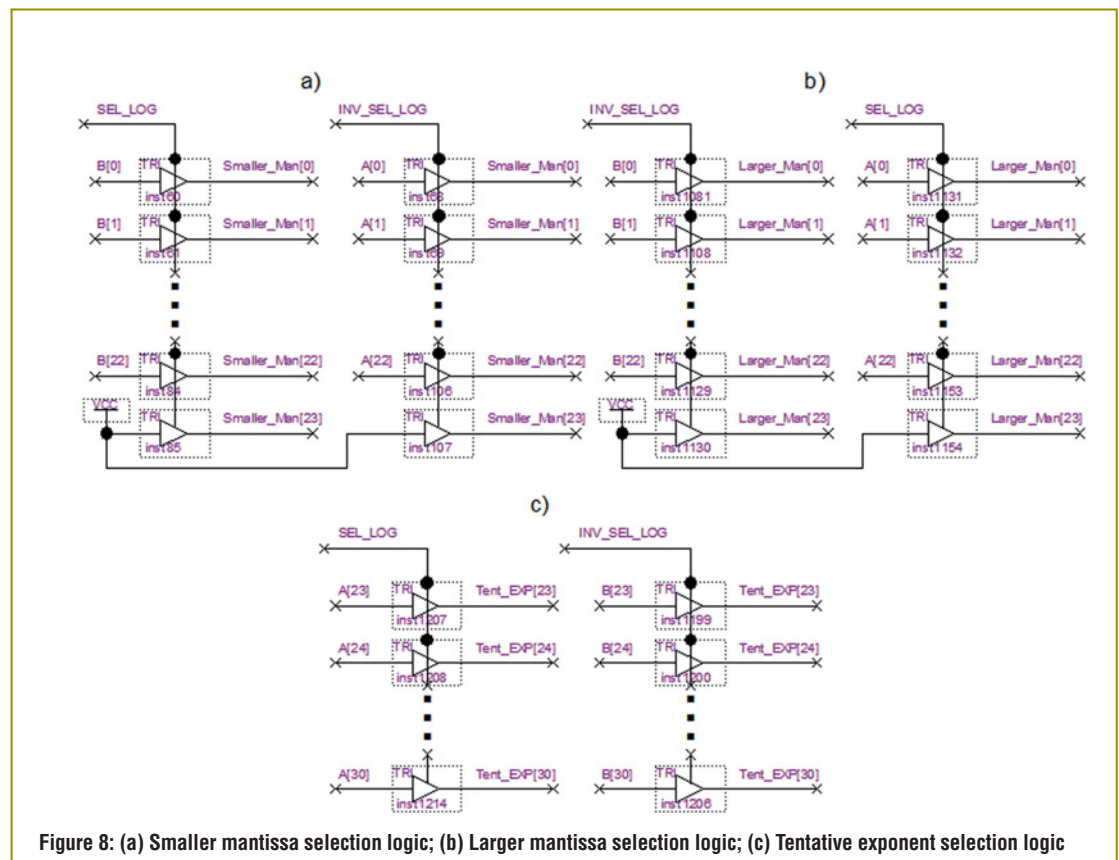 a)
b)
SEL_LOG
INV_SEL_LOG
INV_SEL_LOG
SEL_LOG
B[0] TRI Smaller_Man[0] A[0] TRI Smaller_Man[0] B[0] TRI Larger_Man[0] A[0] TRI Larger_Man[0]
inst60 inst68 inst1081 inst1131
B[1] TRI Smaller_Man[1] A[1] TRI Smaller_Man[1] B[1] TRI Larger_Man[1] A[1] TRI Larger_Man[1]
inst61 inst69 inst1108 inst1132
B[22] TRI Smaller_Man[22] A[22] TRI Smaller_Man[22] B[22] TRI Larger_Man[22] A[22] TRI Larger_Man[22]
inst84 inst106 inst1129 inst1153
VCC TRI Smaller_Man[23] TRI Smaller_Man[23] VCC TRI Larger_Man[23] TRI Larger_Man[23]
inst85 inst107 inst1130 inst1154
c)
SEL_LOG
INV_SEL_LOG
A[23] TRI Tent_EXP[23] B[23] TRI Tent_EXP[23]
inst1207 inst1199
A[24] TRI Tent_EXP[24] B[24] TRI Tent_EXP[24]
inst1208 inst1200
A[30] TRI Tent_EXP[30] B[30] TRI Tent_EXP[30]
inst1214 inst1206
Figure 8: (a) Smaller mantissa selection logic; (b) Larger mantissa selection logic; (c) Tentative exponent selection logic